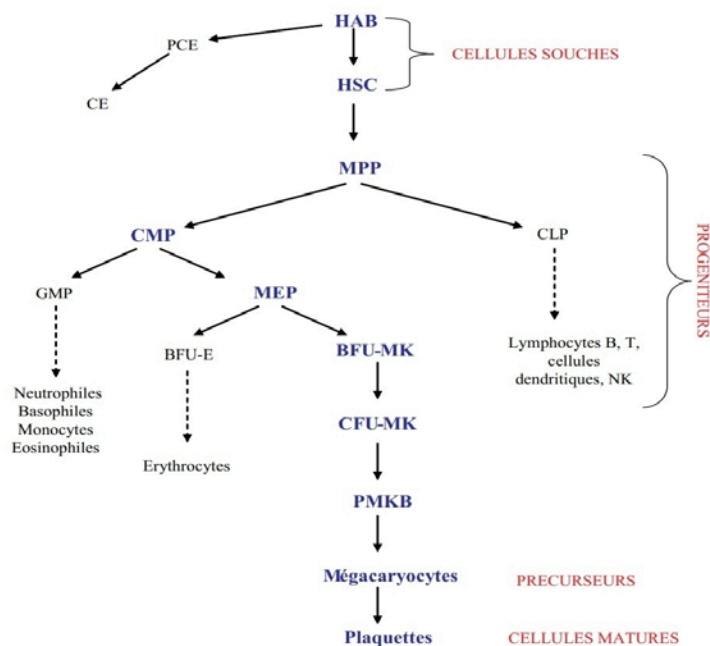 HAB
PCE
CELLULES SOUCHES
CE
HSC
MPP
CMP
CLP
PROGENITEURS
GMP
MEP
BFU-E
BFU-MK
Lymphocytes B, T,
cellules
dendritiques, NK
Neutrophiles
Basophiles
Monocytes
Eosinophiles
CFU-MK
Erythrocytes
PMKB
Mégacaryocytes
PRECURSEURS
Plaquettes
CELLULES MATURES